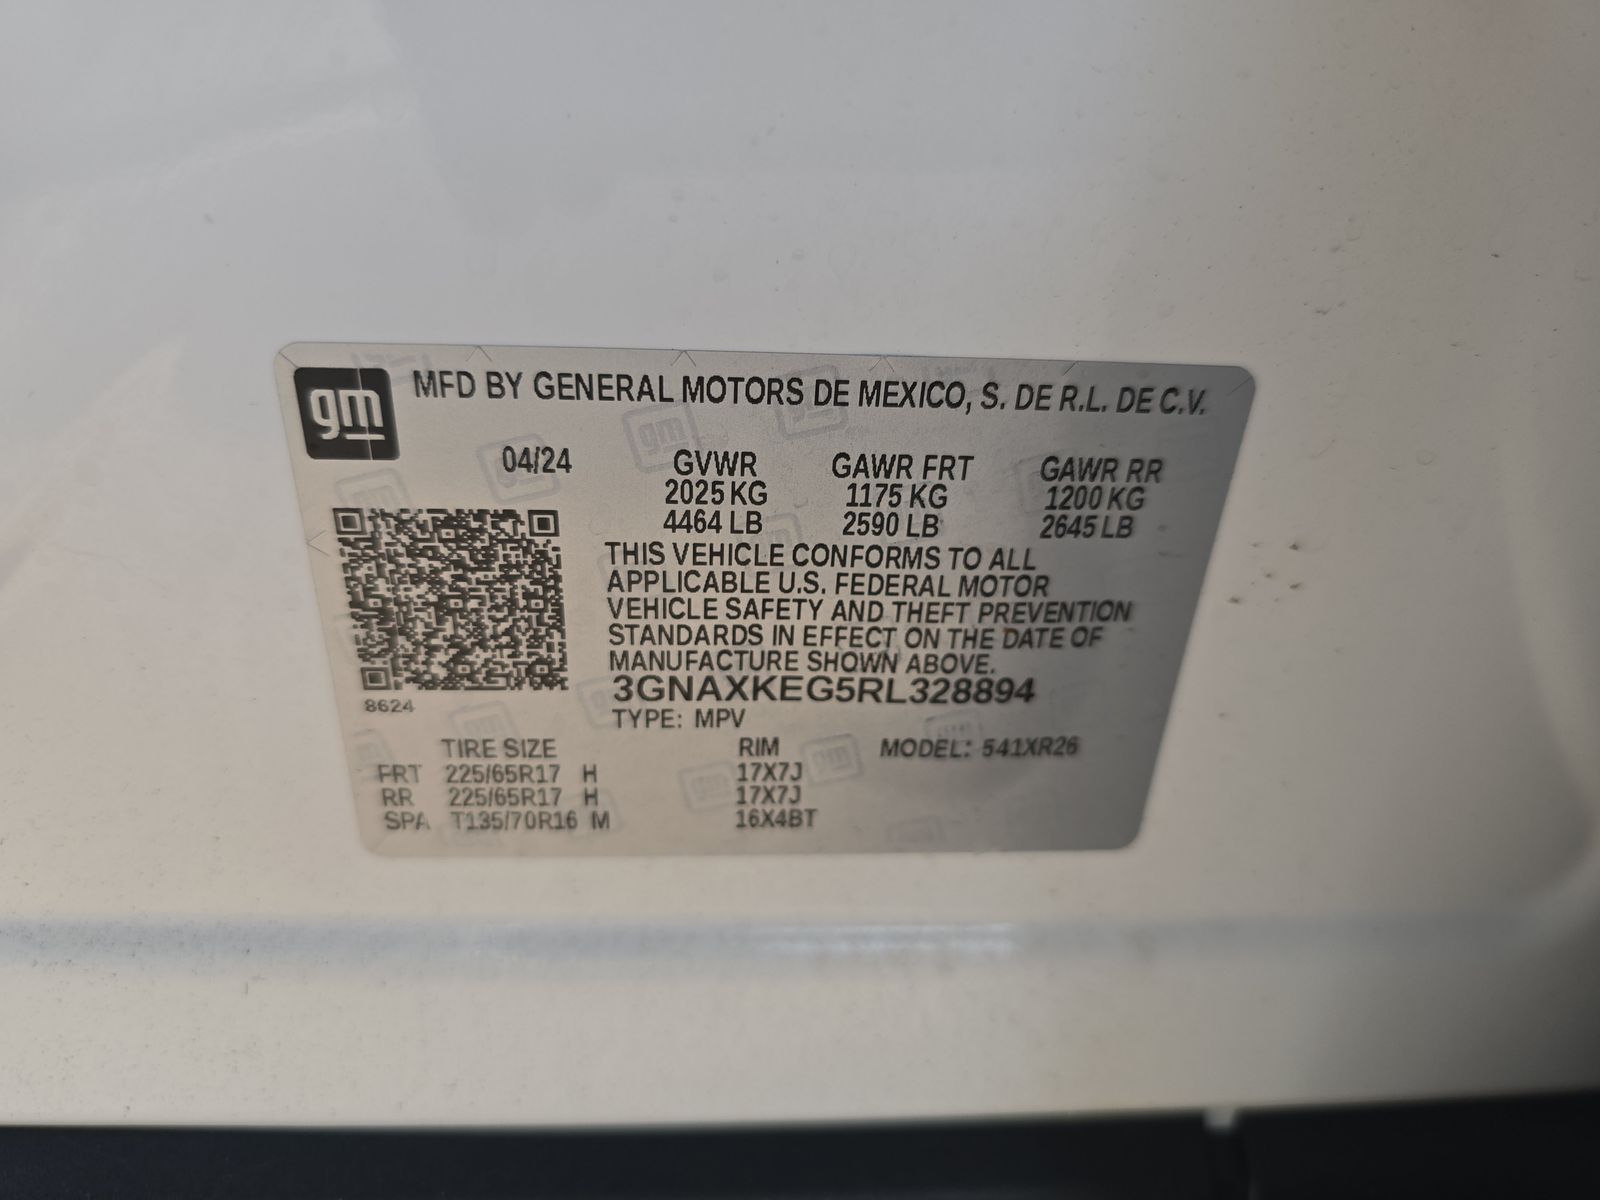 gm MFD BY GENERAL MOTORS DE MEXICO, S. DE R.L. DE C.V.
04/24 GVWR GAWR FRT GAWR RR
2025 KG 1175 KG 1200 KG
4464 LB 2590 LB 2645 LB
THIS VEHICLE CONFORMS TO ALL
APPLICABLE U.S. FEDERAL MOTOR
VEHICLE SAFETY AND THEFT PREVENTION
STANDARDS IN EFFECT ON THE DATE OF
MANUFACTURE SHOWN ABOVE.
3GNAXKEG5RL328894
8624
TYPE: MPV
TIRE SIZE RIM MODEL: 541XR26
FRT 225/65R17 H 17X7J
RR 225/65R17 H 17X7J
SPA T135/70R16 M 16X4BT